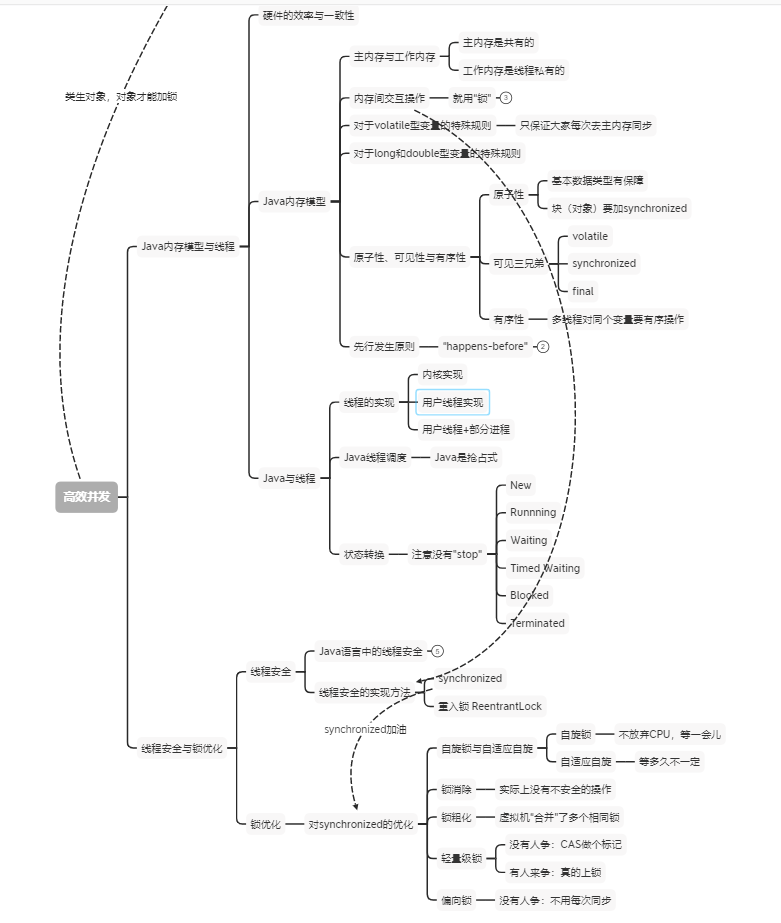 硬件的效率与一致性
主内存是共有的
主内存与工作内存
工作内存是线程私有的
类生对象，对象才能加锁
内存间交互操作
就用"锁"
3
对于volatile型变量的特殊规则
只保证大家每次去主内存同步
对于long和double型变量的特殊规则
基本数据类型有保障
原子性
Java内存模型
块（对象）要加synchronized
volatile
Java内存模型与线程
原子性、可见性与有序性
可见三兄弟
synchronized
final
有序性
多线程对同个变量要有序操作
先行发生原则
"happens-before"
2
内核实现
线程的实现
用户线程实现
用户线程+部分进程
Java线程调度
Java是抢占式
Java与线程
New
高效并发
Runnning
Waiting
状态转换
注意没有"stop"
Timed Waiting
Blocked
Terminated
Java语言中的线程安全
5
线程安全
synchronized
线程安全的实现方法
重入锁 ReentrantLock
synchronized加油
自旋锁
不放弃CPU，等一会儿
线程安全与锁优化
自旋锁与自适应自旋
自适应自旋
等多久不一定
锁消除
实际上没有不安全的操作
锁优化
对synchronized的优化
锁粗化
虚拟机"合并"了多个相同锁
没有人争：CAS做个标记
轻量级锁
有人来争：真的上锁
偏向锁
没有人争：不用每次同步